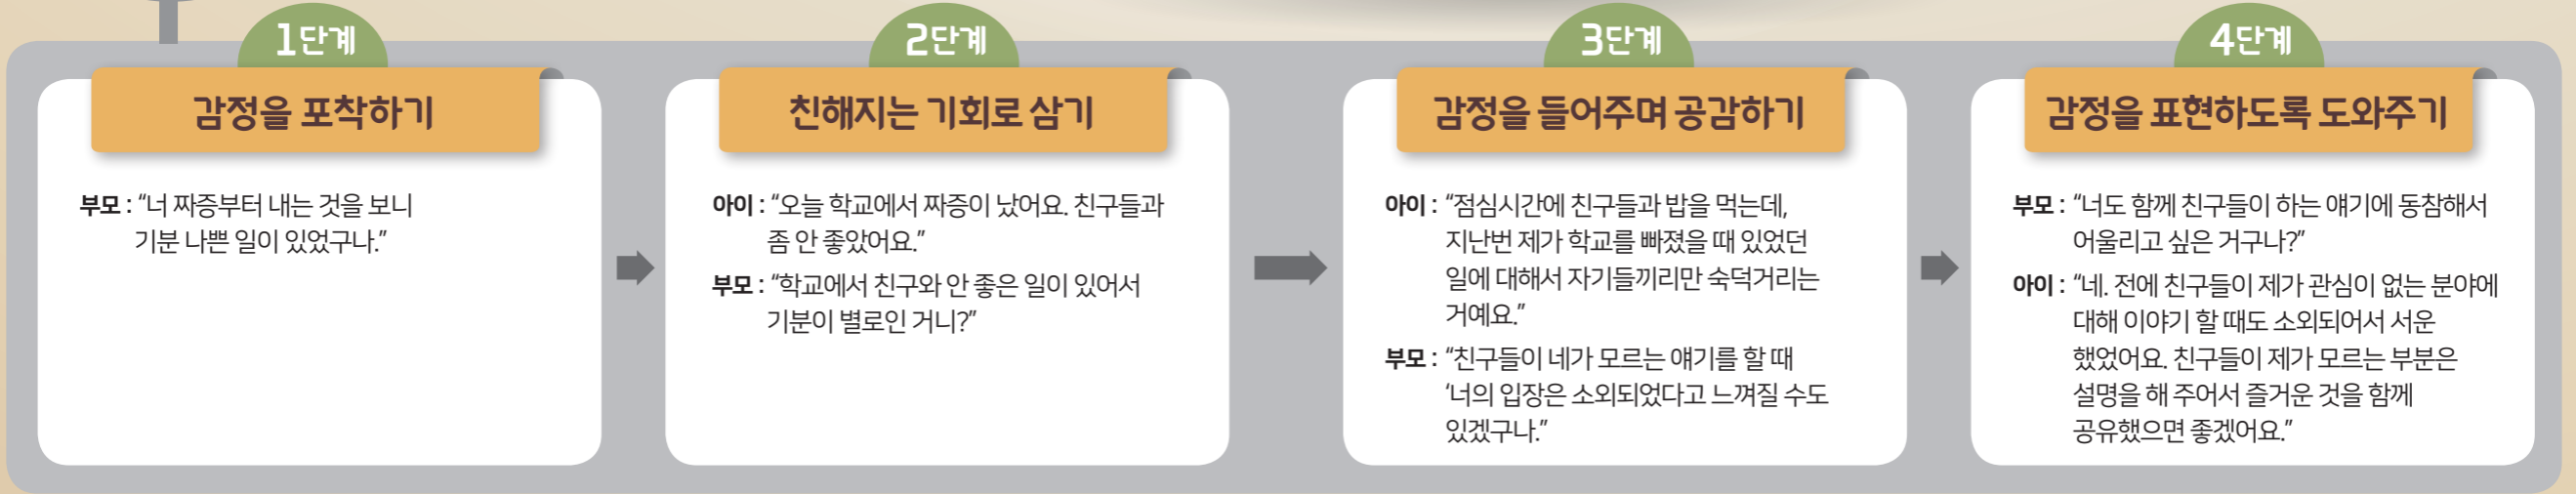 1단계
감정을 포착하기
부모 : “너 짜증부터 내는 것을 보니
기분 나쁜 일이 있었구나.”
2단계
친해지는 기회로 삼기
아이 : “오늘 학교에서 짜증이 났어요. 친구들과
좀 안 좋았어요.”
부모 : “학교에서 친구와 안 좋은 일이 있어서
기분이 별로인 거니?”
3단계
감정을 들어주며 공감하기
아이 : “점심시간에 친구들과 밥을 먹는데,
지난번 제가 학교를 빠졌을 때 있었던
일에 대해서 자기들끼리만 숙덕거리는
거예요.”
부모 : “친구들이 네가 모르는 얘기를 할 때
‘너의 입장은 소외되었다고 느껴질 수도
있겠구나.”
4단계
감정을 표현하도록 도와주기
부모 : “너도 함께 친구들이 하는 얘기에 동참해서
어울리고 싶은 거구나?”
아이 : “네. 전에 친구들이 제가 관심이 없는 분야에
대해 이야기 할 때도 소외되어서 서운
했었어요. 친구들이 제가 모르는 부분은
설명을 해 주어서 즐거운 것을 함께
공유했으면 좋겠어요.”